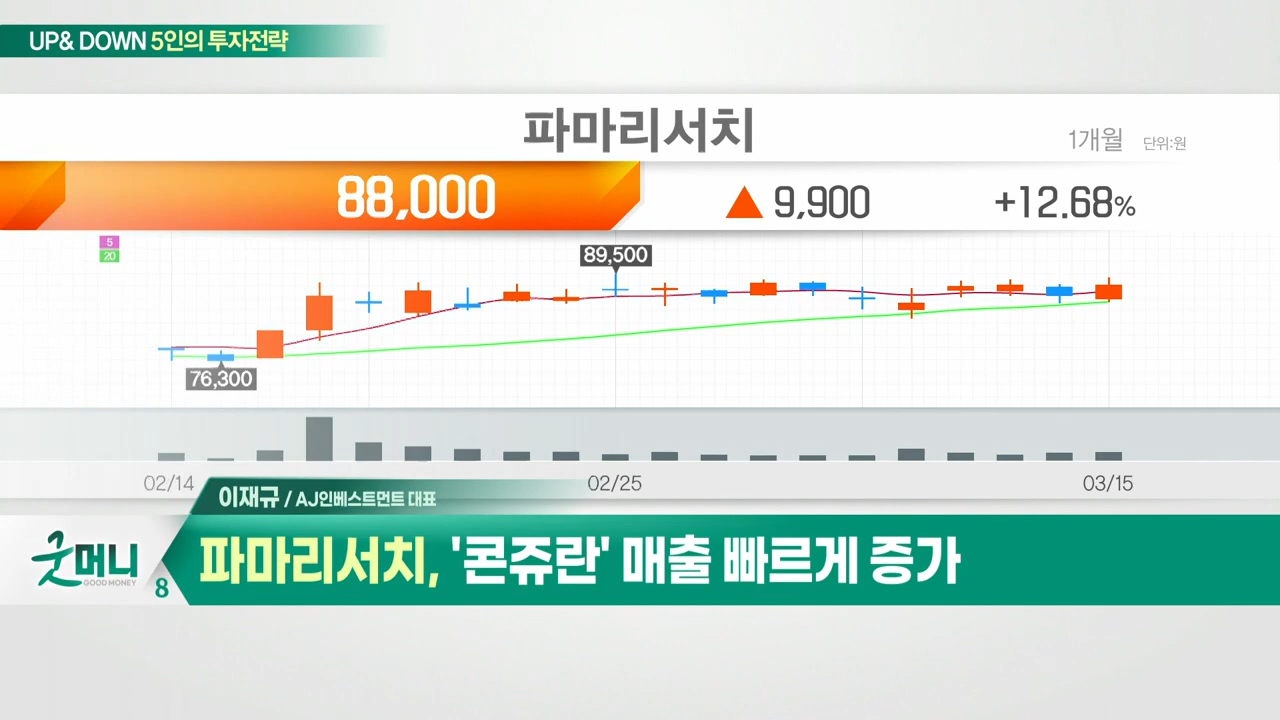 UP& DOWN 5인의 투자전략
파마리서치
1개월 단위:원
88,000 ▲ 9,900 +12.68%
5
20
89,500
76,300
02/14 02/25 03/15
이재규 / AJ인베스트먼트 대표
굿머니
GOOD MONEY
8
파마리서치, '콘쥬란' 매출 빠르게 증가